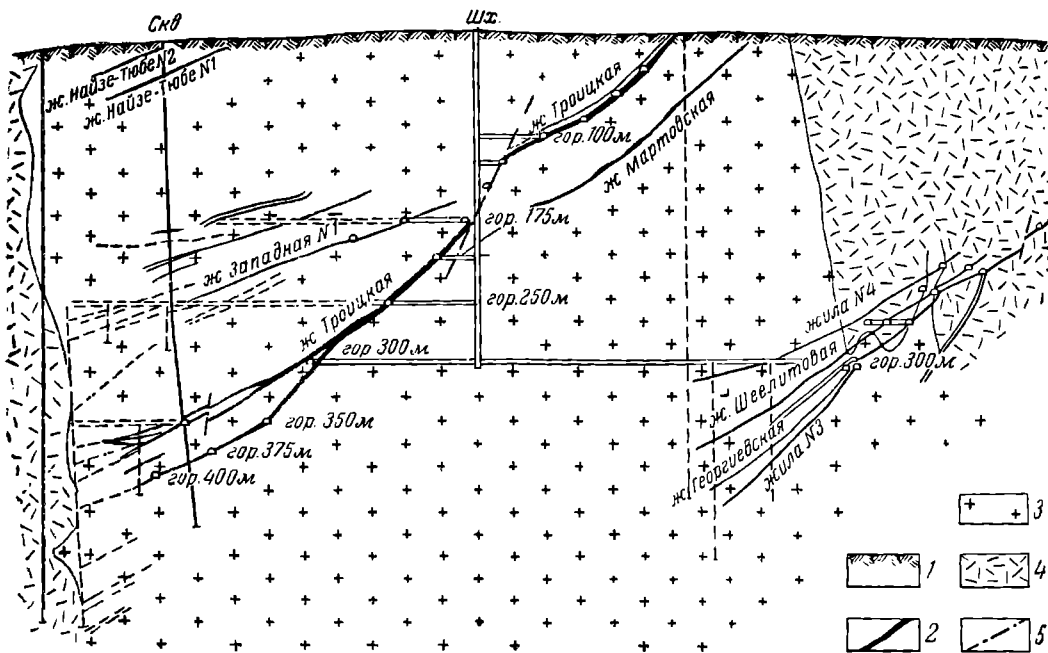 Скв
Шх.
ж. Найзе-Тюбе N2
ж. Найзе-Тюбе N1
ж Троицкая
гор. 100м
ж Мартовская
гор. 175м
ж Западная N1
ж Троицкая
гор. 250м
жила N4
гор 300м
гор. 300м
ж. Шеелитовая
гор. 350м
гор. 375м
гор. 400м
ж. Георгиевская
жила N3
3
1
4
2
5